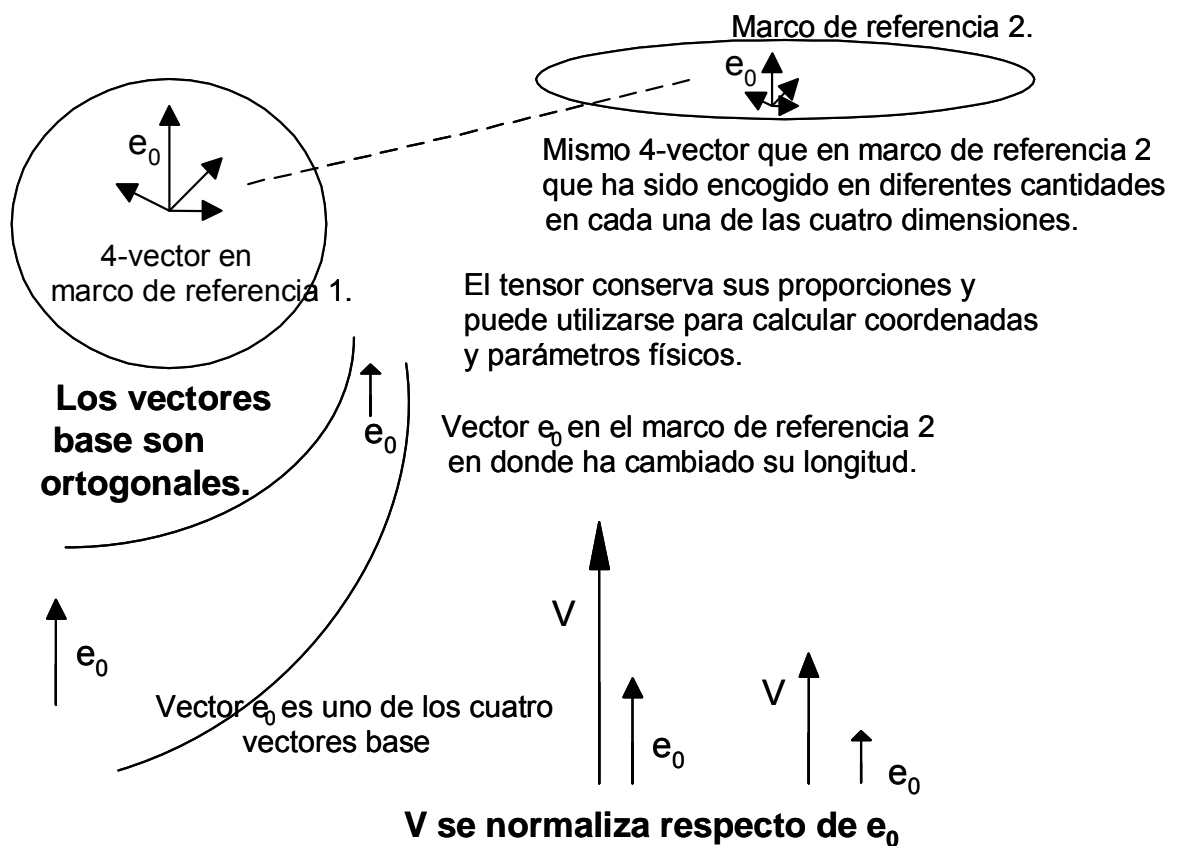 Marco de referencia 2.
e₀
e₀
4-vector en
marco de referencia 1.
Mismo 4-vector que en marco de referencia 2
que ha sido encogido en diferentes cantidades
en cada una de las cuatro dimensiones.
El tensor conserva sus proporciones y
puede utilizarse para calcular coordenadas
y parámetros físicos.
Los vectores
base son
ortogonales.
e₀
Vector e₀ en el marco de referencia 2
en donde ha cambiado su longitud.
e₀
Vector e₀ es uno de los cuatro
vectores base
V
e₀
V
e₀
V se normaliza respecto de e₀